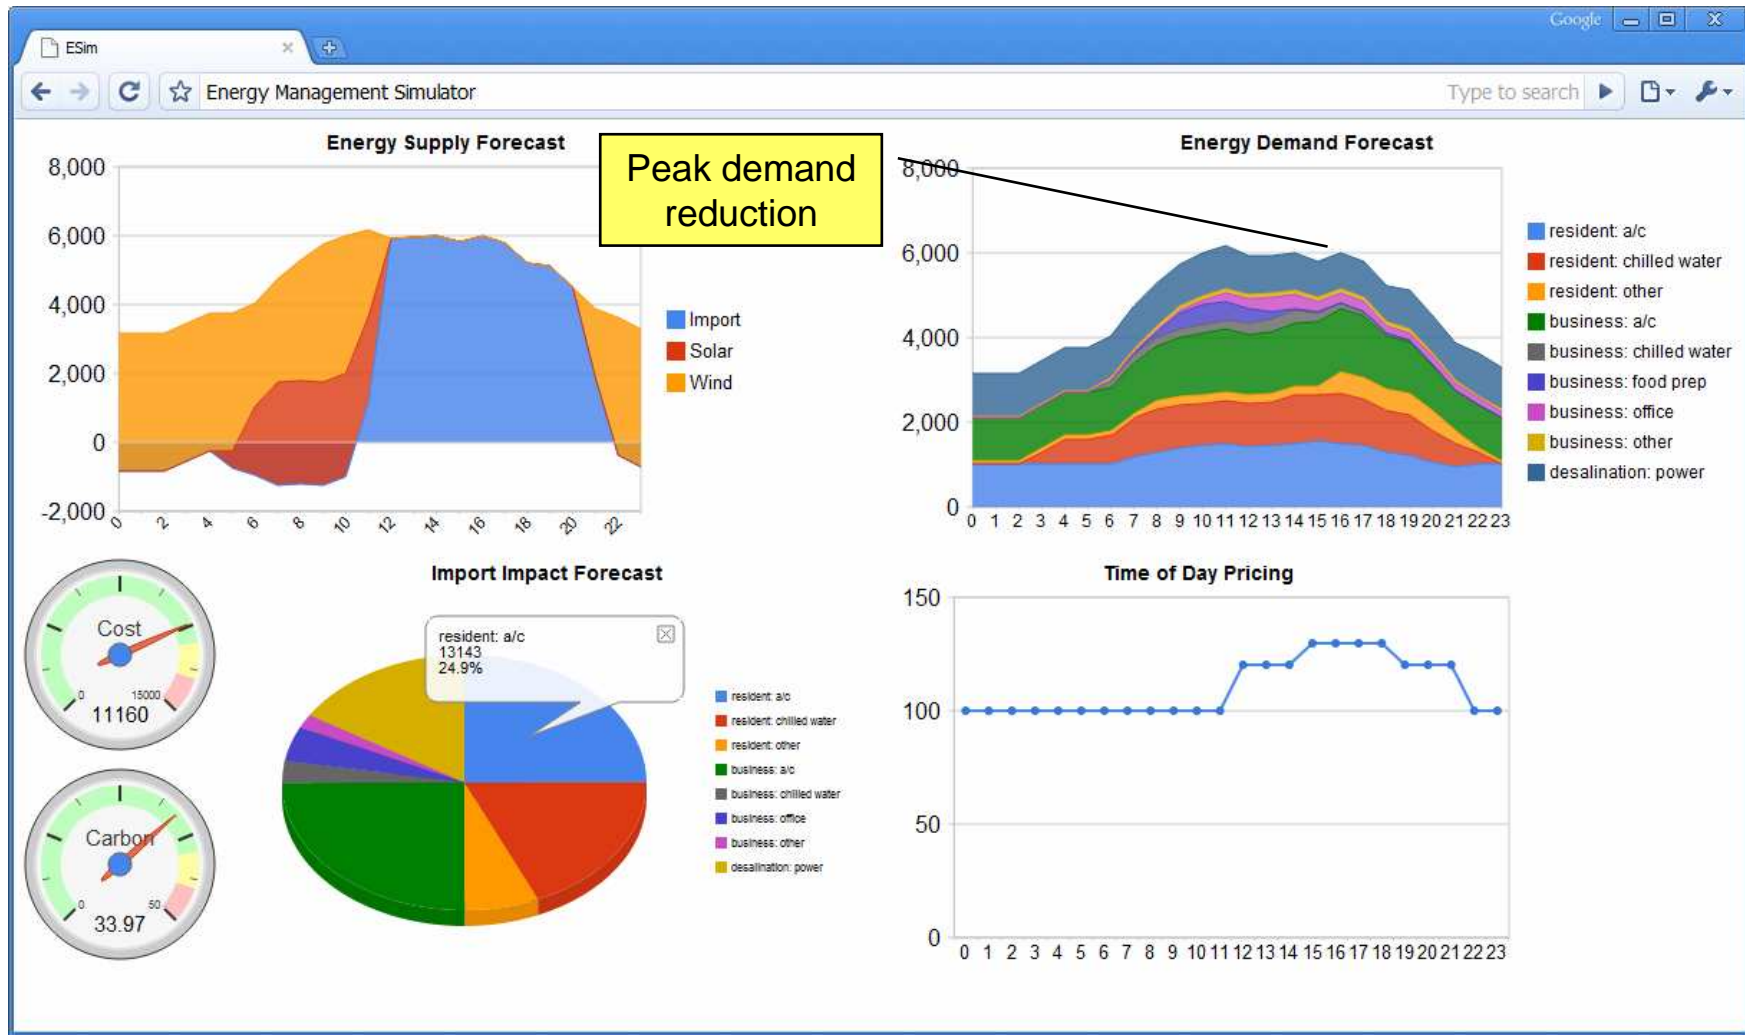 Google
ESim
Energy Management Simulator
Type to search
Energy Supply Forecast
8,000
6,000
4,000
2,000
0
-2,000
0 2 4 6 8 10 12 14 16 18 20 22
Import
Solar
Wind
Peak demand
reduction
Energy Demand Forecast
8,000
6,000
4,000
2,000
0
0 1 2 3 4 5 6 7 8 9 10 11 12 13 14 15 16 17 18 19 20 21 22 23
resident: a/c
resident: chilled water
resident: other
business: a/c
business: chilled water
business: food prep
business: office
business: other
desalination: power
Cost
0 15000
11160
Carbon
0 50
33.97
Import Impact Forecast
resident: a/c
13143
24.9%
resident: a/c
resident: chilled water
resident: other
business: a/c
business: chilled water
business: office
business: other
desalination: power
Time of Day Pricing
150
100
50
0
0 1 2 3 4 5 6 7 8 9 10 11 12 13 14 15 16 17 18 19 20 21 22 23